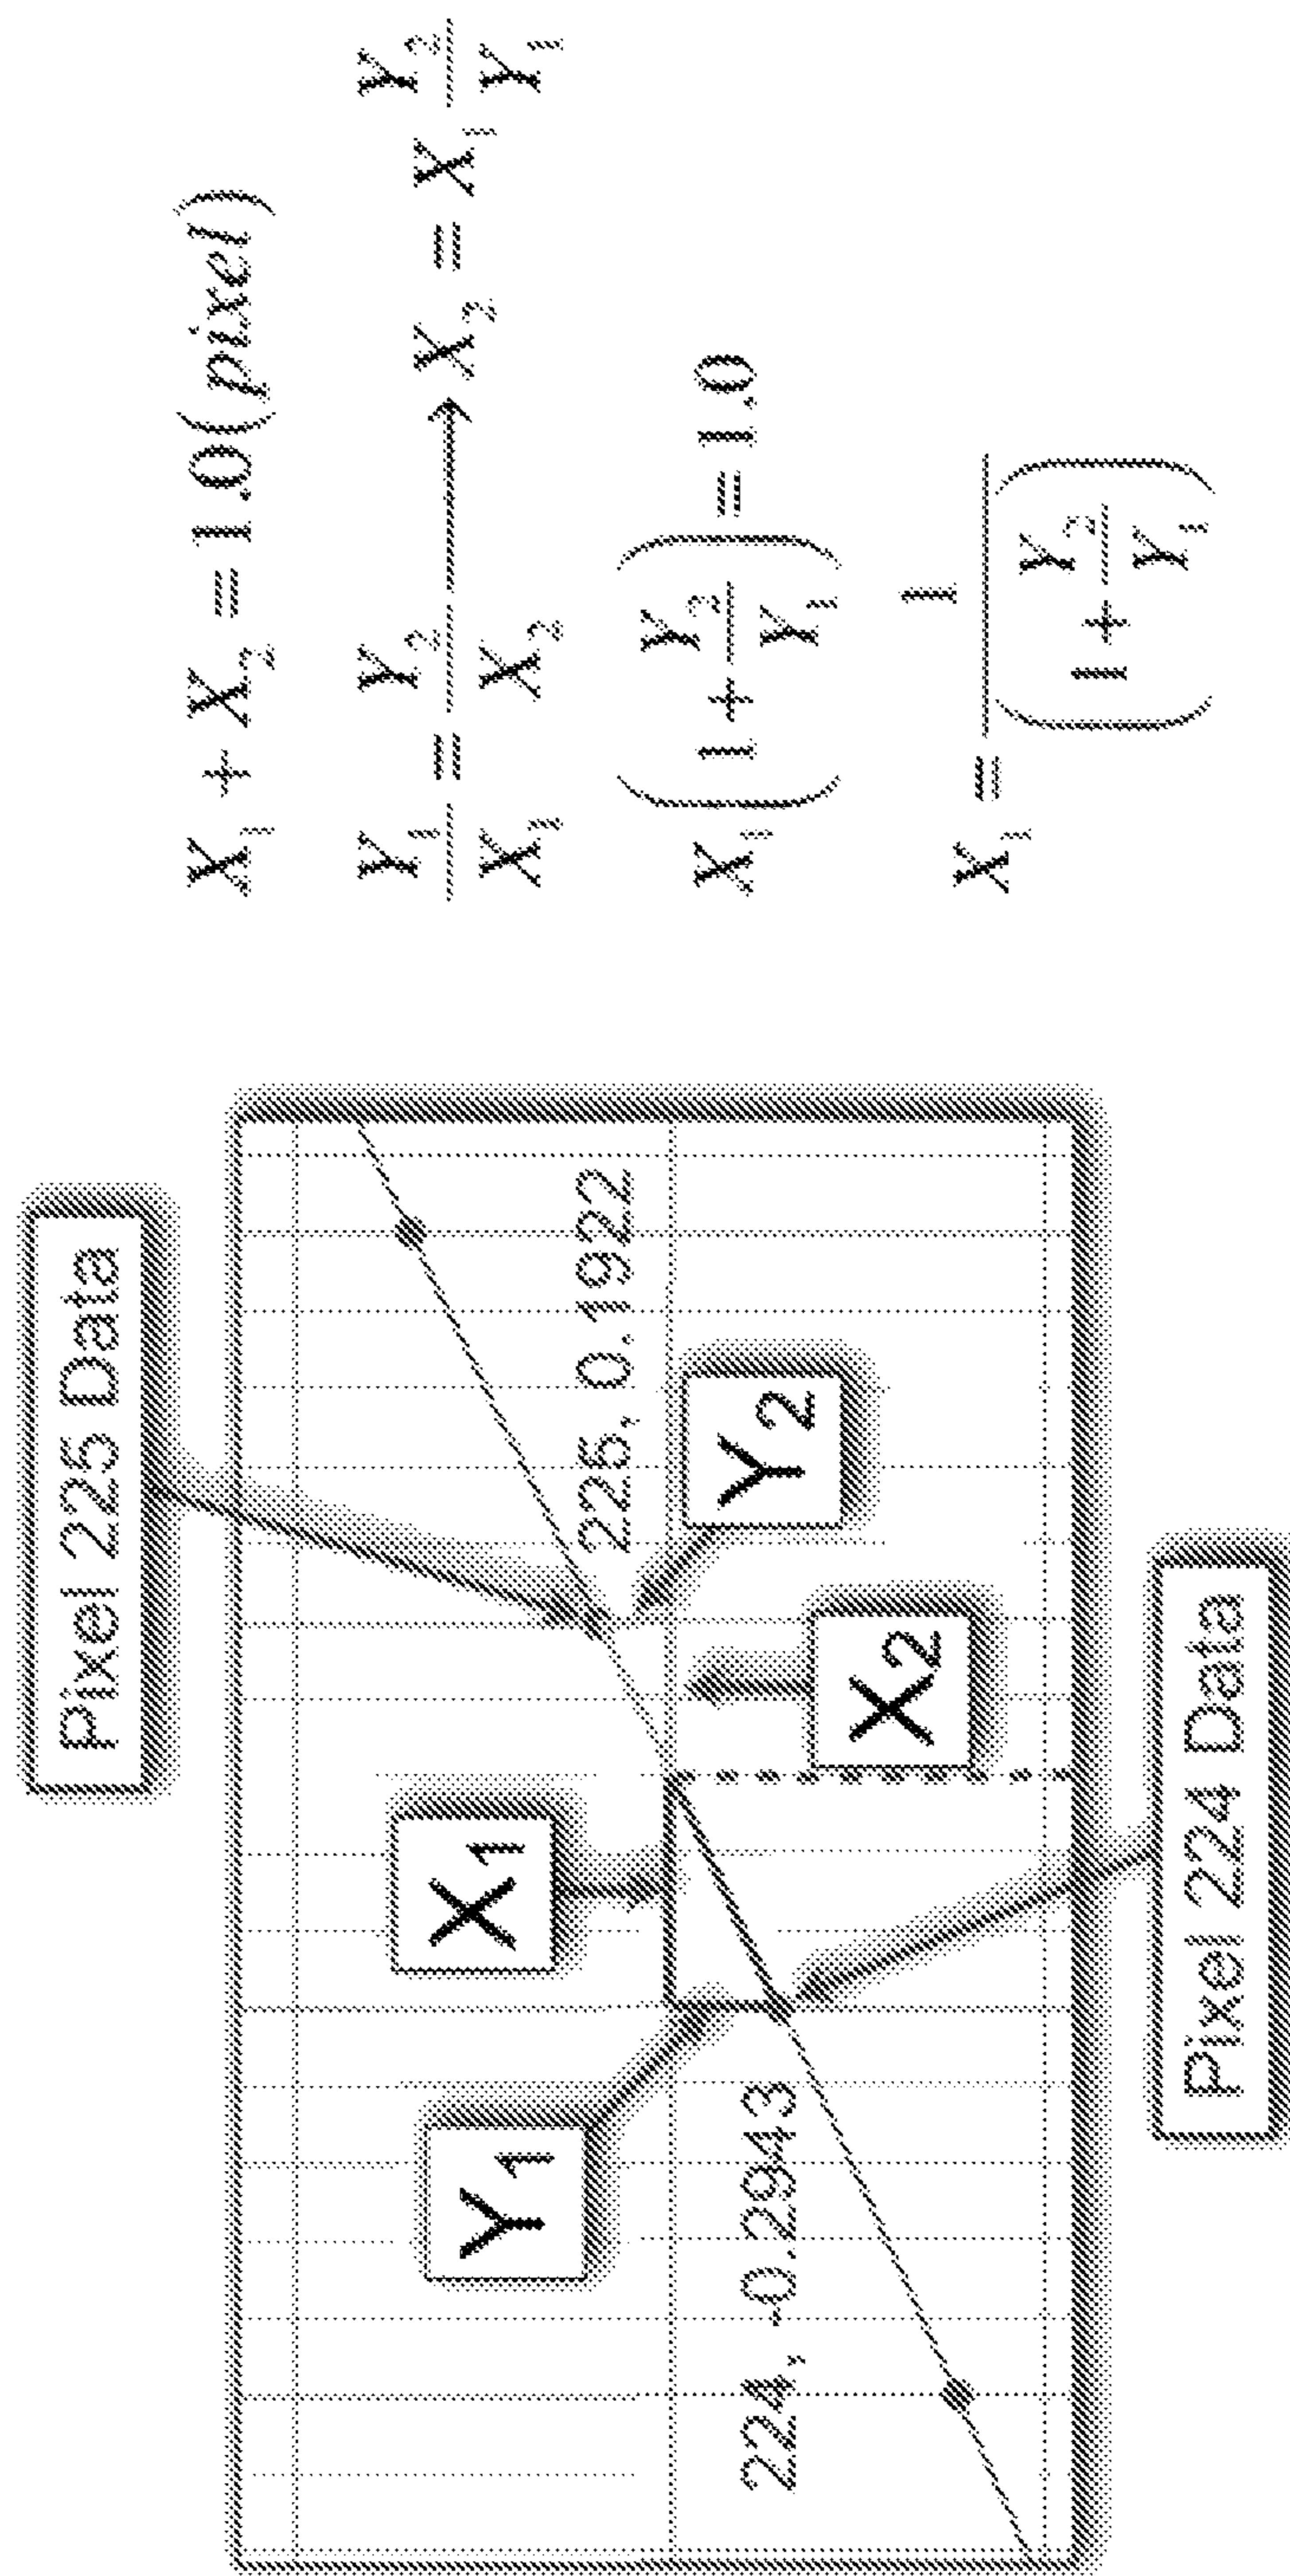 Pixel 225 Data
X₁
Y₁
225, 0.1922
Y₂
224, -0.2943
X₂
Pixel 224 Data
X₁ + X₂ = 1.0(pixel)
Y₁/X₁ = Y₂/X₂ → X₂ = X₁ Y₂/Y₁
X₁(1 + Y₂/Y₁) = 1.0
X₁ = 1/(1 + Y₂/Y₁)